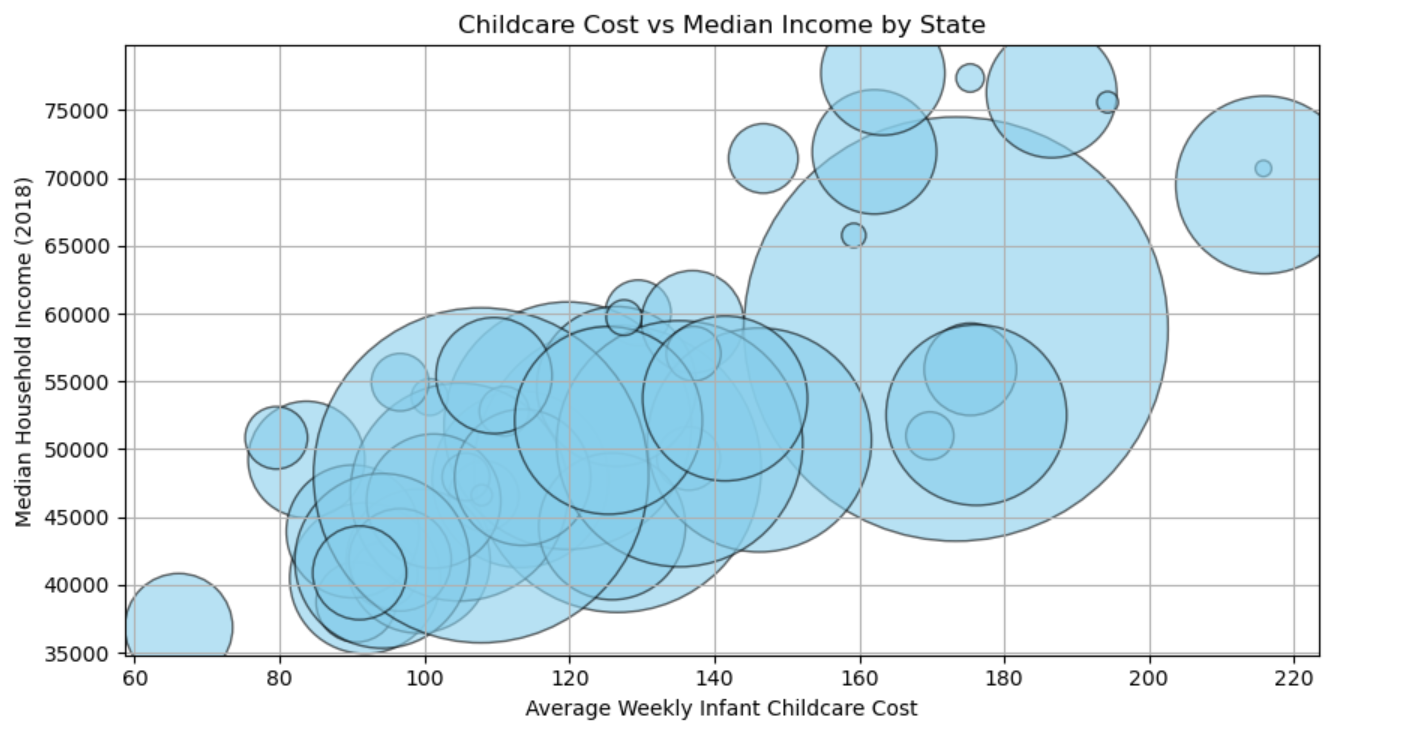 Childcare Cost vs Median Income by State
Median Household Income (2018)
75000
70000
65000
60000
55000
50000
45000
40000
35000
60 80 100 120 140 160 180 200 220
Average Weekly Infant Childcare Cost